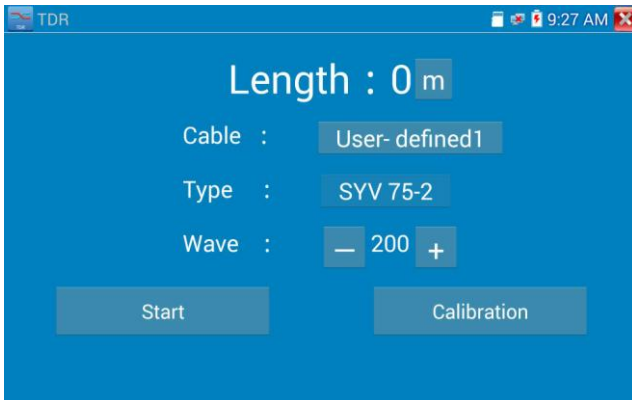 TDR 9:27 AM
Length : 0 m
Cable : User- defined1
Type : SYV 75-2
Wave : — 200 +
Start Calibration